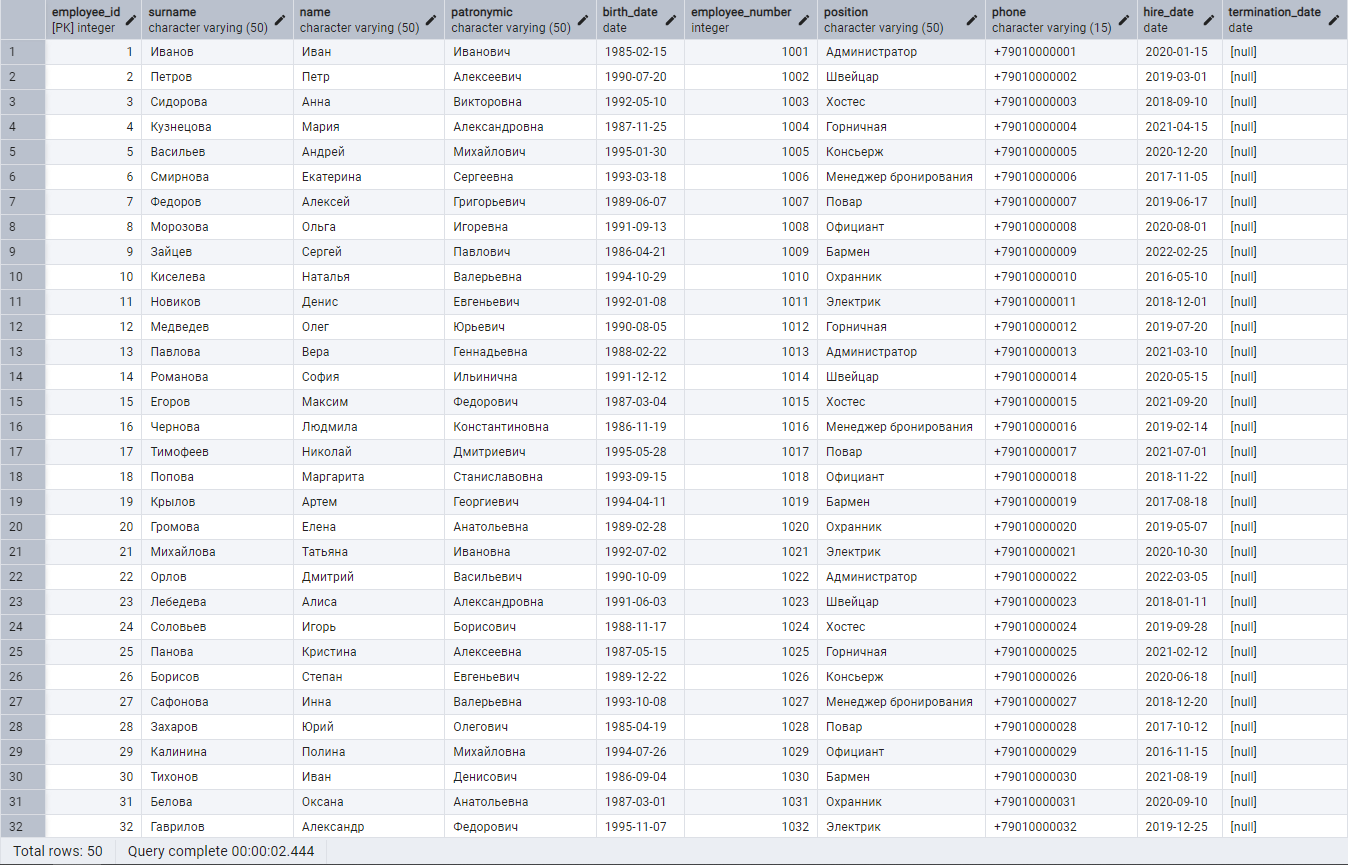 employee_id surname name patronymic birth_date employee_number position phone hire_date termination_date
[PK] integer character varying (50) character varying (50) character varying (50) date integer character varying (50) character varying (15) date date
1 1 Иванов Иван Иванович 1985-02-15 1001 Администратор +79010000001 2020-01-15 [null]
2 2 Петров Петр Алексеевич 1990-07-20 1002 Швейцар +79010000002 2019-03-01 [null]
3 3 Сидорова Анна Викторовна 1992-05-10 1003 Хостес +79010000003 2018-09-10 [null]
4 4 Кузнецова Мария Александровна 1987-11-25 1004 Горничная +79010000004 2021-04-15 [null]
5 5 Васильев Андрей Михайлович 1995-01-30 1005 Консьерж +79010000005 2020-12-20 [null]
6 6 Смирнова Екатерина Сергеевна 1993-03-18 1006 Менеджер бронирования +79010000006 2017-11-05 [null]
7 7 Федоров Алексей Григорьевич 1989-06-07 1007 Повар +79010000007 2019-06-17 [null]
8 8 Морозова Ольга Игоревна 1991-09-13 1008 Официант +79010000008 2020-08-01 [null]
9 9 Зайцев Сергей Павлович 1986-04-21 1009 Бармен +79010000009 2022-02-25 [null]
10 10 Киселева Наталья Валерьевна 1994-10-29 1010 Охранник +79010000010 2016-05-10 [null]
11 11 Новиков Денис Евгеньевич 1992-01-08 1011 Электрик +79010000011 2018-12-01 [null]
12 12 Медведев Олег Юрьевич 1990-08-05 1012 Горничная +79010000012 2019-07-20 [null]
13 13 Павлова Вера Геннадьевна 1988-02-22 1013 Администратор +79010000013 2021-03-10 [null]
14 14 Романова София Ильинична 1991-12-12 1014 Швейцар +79010000014 2020-05-15 [null]
15 15 Егоров Максим Федорович 1987-03-04 1015 Хостес +79010000015 2021-09-20 [null]
16 16 Чернова Людмила Константиновна 1986-11-19 1016 Менеджер бронирования +79010000016 2019-02-14 [null]
17 17 Тимофеев Николай Дмитриевич 1995-05-28 1017 Повар +79010000017 2021-07-01 [null]
18 18 Попова Маргарита Станиславовна 1993-09-15 1018 Официант +79010000018 2018-11-22 [null]
19 19 Крылов Артем Георгиевич 1994-04-11 1019 Бармен +79010000019 2017-08-18 [null]
20 20 Громова Елена Анатольевна 1989-02-28 1020 Охранник +79010000020 2019-05-07 [null]
21 21 Михайлова Татьяна Ивановна 1992-07-02 1021 Электрик +79010000021 2020-10-30 [null]
22 22 Орлов Дмитрий Васильевич 1990-10-09 1022 Администратор +79010000022 2022-03-05 [null]
23 23 Лебедева Алиса Александровна 1991-06-03 1023 Швейцар +79010000023 2018-01-11 [null]
24 24 Соловьев Игорь Борисович 1988-11-17 1024 Хостес +79010000024 2019-09-28 [null]
25 25 Панова Кристина Алексеевна 1987-05-15 1025 Горничная +79010000025 2021-02-12 [null]
26 26 Борисов Степан Евгеньевич 1989-12-22 1026 Консьерж +79010000026 2020-06-18 [null]
27 27 Сафонова Инна Валерьевна 1993-10-08 1027 Менеджер бронирования +79010000027 2018-12-20 [null]
28 28 Захаров Юрий Олегович 1985-04-19 1028 Повар +79010000028 2017-10-12 [null]
29 29 Калинина Полина Михайловна 1994-07-26 1029 Официант +79010000029 2016-11-15 [null]
30 30 Тихонов Иван Денисович 1986-09-04 1030 Бармен +79010000030 2021-08-19 [null]
31 31 Белова Оксана Анатольевна 1987-03-01 1031 Охранник +79010000031 2020-09-10 [null]
32 32 Гаврилов Александр Федорович 1995-11-07 1032 Электрик +79010000032 2019-12-25 [null]
Total rows: 50 Query complete 00:00:02.444